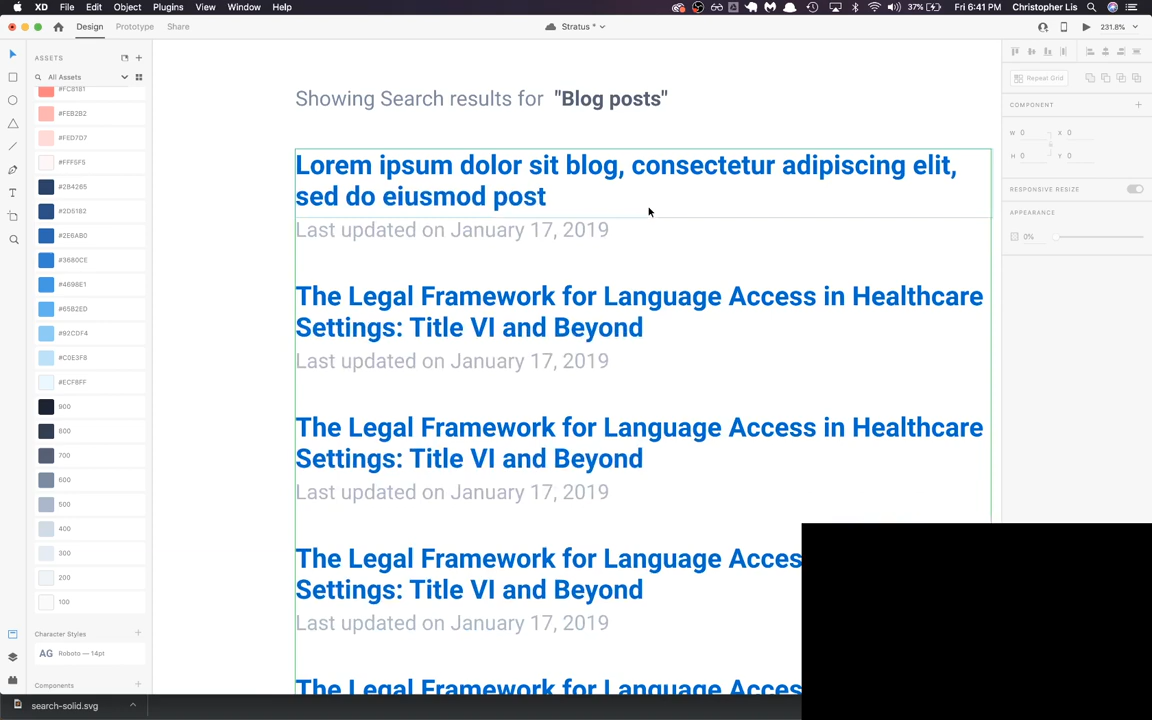 XD File Edit Object Plugins View Window Help
37% Fri 6:41 PM Christopher Lis
Design Prototype Share
Stratus *
231.8%
ASSETS
All Assets
#FC8181
#FEB2B2
#FED7D7
#FFF5F5
#2B4265
#2D5182
#2E6AB0
#3680CE
#4698E1
#65B2ED
#92CDF4
#C0E3F8
#ECF8FF
900
800
700
600
500
400
300
200
100
Character Styles
AG Roboto — 14pt
Components
search-solid.svg
Showing Search results for "Blog posts"
Lorem ipsum dolor sit blog, consectetur adipiscing elit,
sed do eiusmod post
Last updated on January 17, 2019
The Legal Framework for Language Access in Healthcare
Settings: Title VI and Beyond
Last updated on January 17, 2019
The Legal Framework for Language Access in Healthcare
Settings: Title VI and Beyond
Last updated on January 17, 2019
The Legal Framework for Language Acces
Settings: Title VI and Beyond
Last updated on January 17, 2019
The Legal Framework for Language Acces
Repeat Grid
COMPONENT
W 0 X 0
H 0 Y 0
RESPONSIVE RESIZE
APPEARANCE
0%